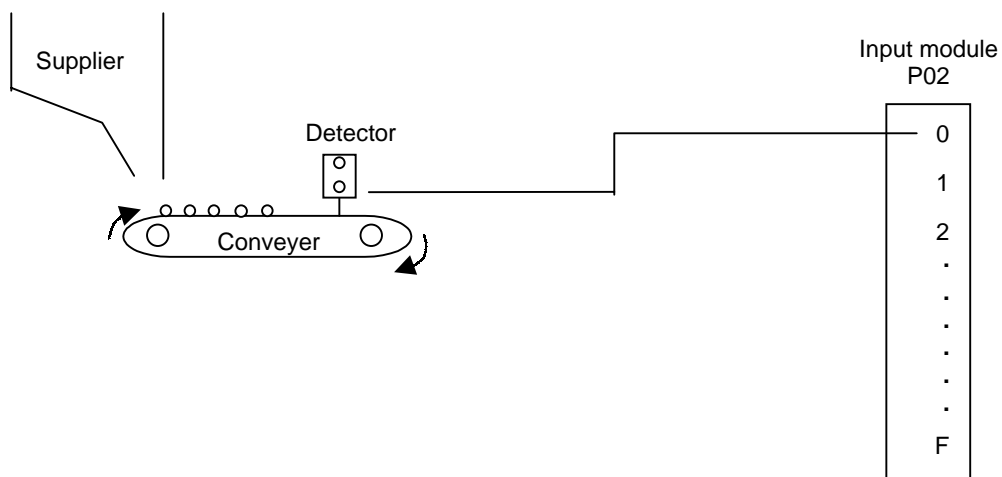 Supplier
Input module
P02
Detector
Conveyer
0
1
2
.
.
.
.
.
.
F